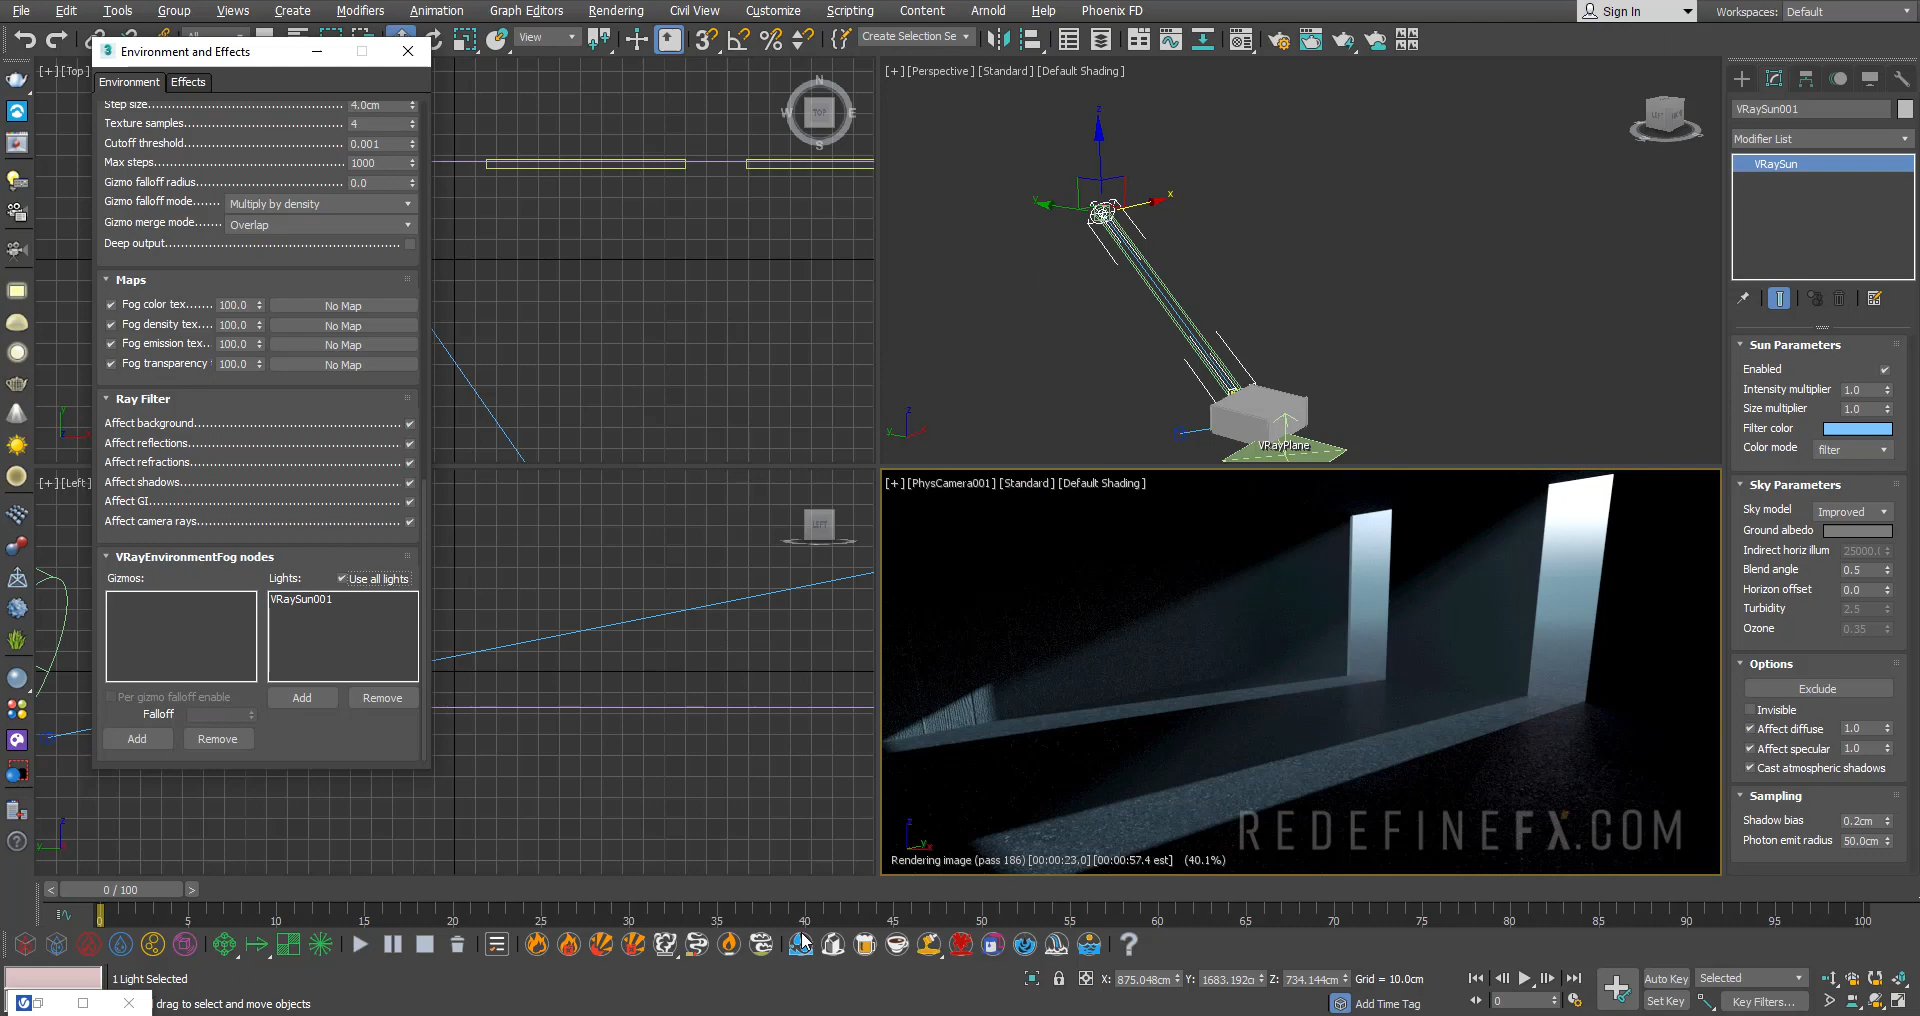 File Edit Tools Group Views Create Modifiers Animation Graph Editors Rendering Civil View Customize Scripting Content Arnold Help Phoenix FD Sign In Workspaces: Default
View Create Selection Se
Environment and Effects
Environment Effects
Step size 4.0cm
Texture samples 4
Cutoff threshold 0.001
Max steps 1000
Gizmo falloff radius 0.0
Gizmo falloff mode Multiply by density
Gizmo merge mode Overlap
Deep output
Maps
Fog color tex 100.0 No Map
Fog density tex 100.0 No Map
Fog emission tex 100.0 No Map
Fog transparency 100.0 No Map
Ray Filter
Affect background
Affect reflections
Affect refractions
Affect shadows
Affect GI
Affect camera rays
VRayEnvironmentFog nodes
Gizmos: Lights: Use all lights
VRaySun001
Per gizmo falloff enable Add Remove
Falloff
Add Remove
[+] [Top]
N
W TOP E
S
[+] [Left]
LEFT
[+] [Perspective] [Standard] [Default Shading]
z
y x
VRayPlane
[+] [PhysCamera001] [Standard] [Default Shading]
REDEFINEFX.COM
Rendering image (pass 186) [00:00:23,0] [00:00:57.4 est] (40.1%)
VRaySun001
Modifier List
VRaySun
Sun Parameters
Enabled
Intensity multiplier 1.0
Size multiplier 1.0
Filter color
Color mode filter
Sky Parameters
Sky model Improved
Ground albedo
Indirect horiz illum 25000.(
Blend angle 0.5
Horizon offset 0.0
Turbidity 2.5
Ozone 0.35
Options
Exclude
Invisible
Affect diffuse 1.0
Affect specular 1.0
Cast atmospheric shadows
Sampling
Shadow bias 0.2cm
Photon emit radius 50.0cm
< 0 / 100 >
0 5 10 15 20 25 30 35 40 45 50 55 60 65 70 75 80 85 90 95 100
1 Light Selected X: 875.048cm Y: 1683.192cı Z: 734.144cm Grid = 10.0cm Auto Key Selected
drag to select and move objects Add Time Tag 0 Set Key Key Filters...